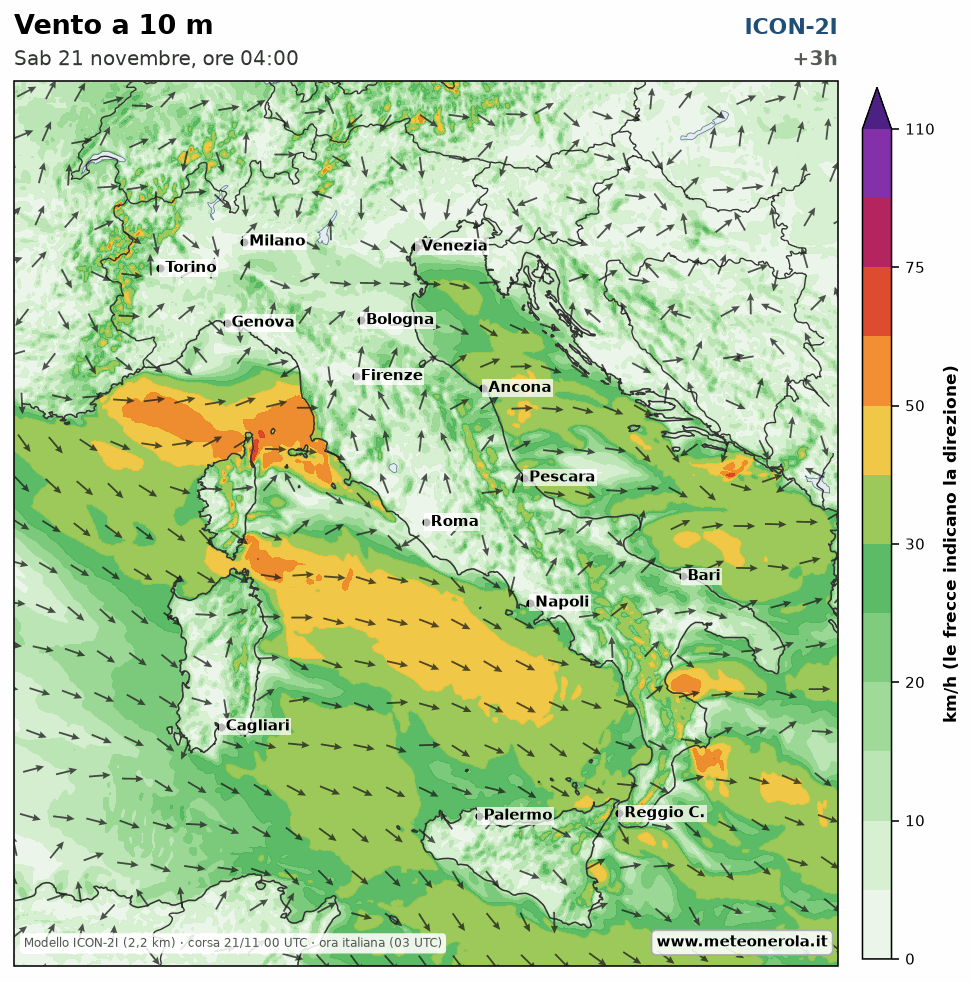 Vento a 10 m
ICON-2I
Sab 21 novembre, ore 04:00
+3h
110
75
50
30
20
10
0
km/h (le frecce indicano la direzione)
Milano
Venezia
Torino
Genova
Bologna
Firenze
Ancona
Pescara
Roma
Bari
Napoli
Cagliari
Palermo
Reggio C.
Modello ICON-2I (2,2 km) · corsa 21/11 00 UTC · ora italiana (03 UTC)
www.meteonerola.it